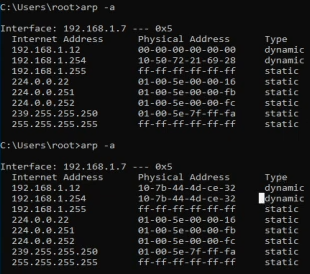 C:\Users\root>arp -a
Interface: 192.168.1.7 --- 0x5
Internet Address Physical Address Type
192.168.1.12 00-00-00-00-00-00 dynamic
192.168.1.254 10-50-72-21-69-28 dynamic
192.168.1.255 ff-ff-ff-ff-ff-ff static
224.0.0.22 01-00-5e-00-00-16 static
224.0.0.251 01-00-5e-00-00-fb static
224.0.0.252 01-00-5e-00-00-fc static
239.255.255.250 01-00-5e-7f-ff-fa static
255.255.255.255 ff-ff-ff-ff-ff-ff static
C:\Users\root>arp -a
Interface: 192.168.1.7 --- 0x5
Internet Address Physical Address Type
192.168.1.12 10-7b-44-4d-ce-32 dynamic
192.168.1.254 10-7b-44-4d-ce-32 dynamic
192.168.1.255 ff-ff-ff-ff-ff-ff static
224.0.0.22 01-00-5e-00-00-16 static
224.0.0.251 01-00-5e-00-00-fb static
224.0.0.252 01-00-5e-00-00-fc static
239.255.255.250 01-00-5e-7f-ff-fa static
255.255.255.255 ff-ff-ff-ff-ff-ff static